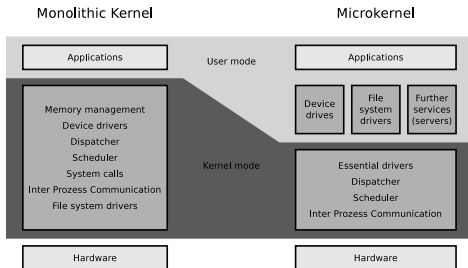 Monolithic Kernel
Microkernel
Applications
User mode
Applications
Device
drives
File
system
drivers
Further
services
(servers)
Memory management
Device drivers
Dispatcher
Scheduler
System calls
Inter Prozess Communication
File system drivers
Kernel mode
Essential drivers
Dispatcher
Scheduler
Inter Prozess Communication
Hardware
Hardware